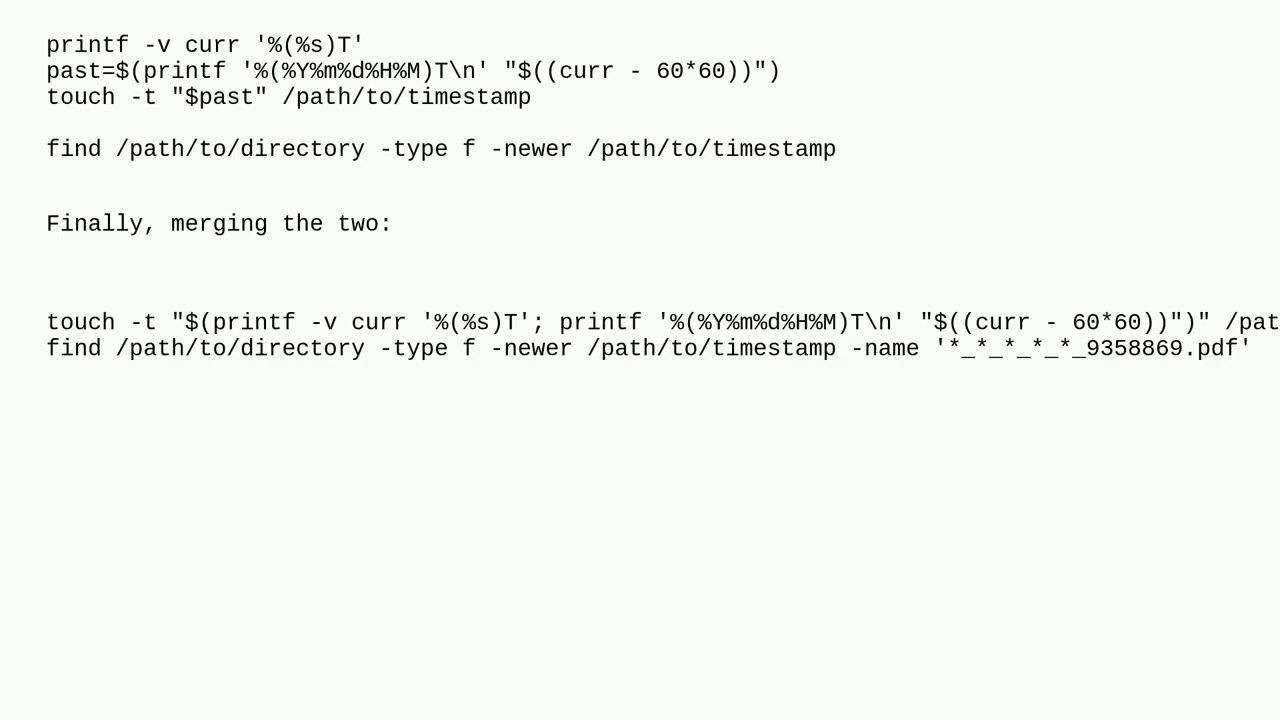 printf -v curr '%(%s)T'
past=$(printf '%(%Y%m%d%H%M)T\n' "$((curr - 60*60))")
touch -t "$past" /path/to/timestamp
find /path/to/directory -type f -newer /path/to/timestamp
Finally, merging the two:
touch -t "$(printf -v curr '%(%s)T'; printf '%(%Y%m%d%H%M)T\n' "$((curr - 60*60))")" /pat
find /path/to/directory -type f -newer /path/to/timestamp -name '*_*_*_*_*_9358869.pdf'